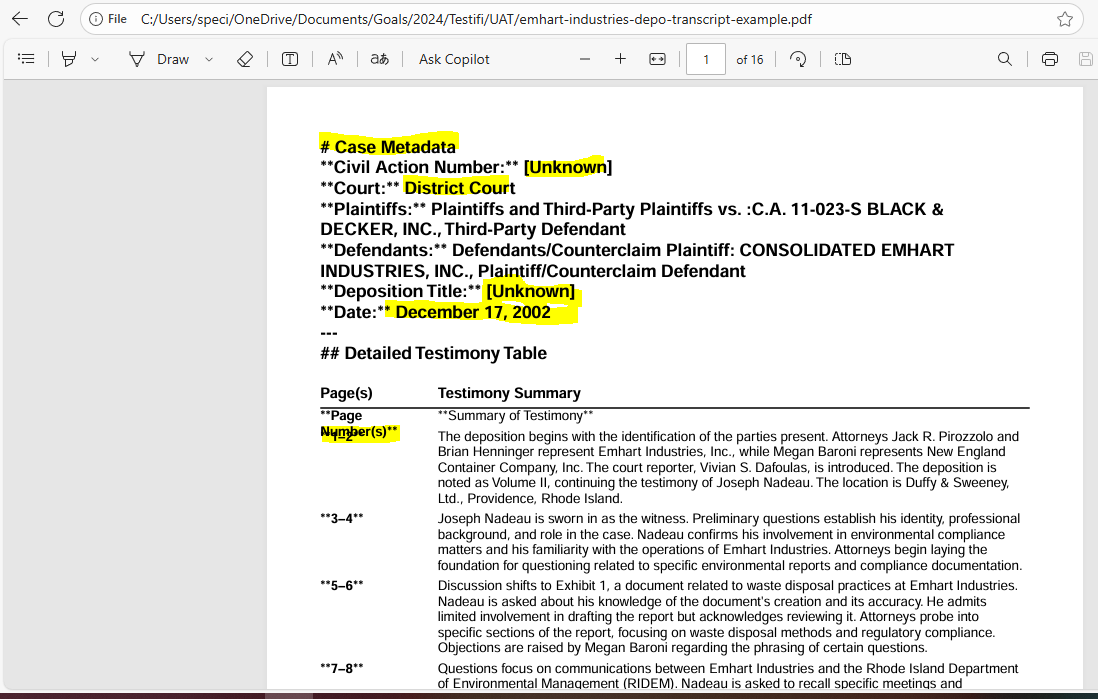 File C:/Users/speci/OneDrive/Documents/Goals/2024/Testifi/UAT/emhart-industries-depo-transcript-example.pdf
Draw Ask Copilot 1 of 16
# Case Metadata
**Civil Action Number:** [Unknown]
**Court:** District Court
**Plaintiffs:** Plaintiffs and Third-Party Plaintiffs vs. :C.A. 11-023-S BLACK &
DECKER, INC., Third-Party Defendant
**Defendants:** Defendants/Counterclaim Plaintiff: CONSOLIDATED EMHART
INDUSTRIES, INC., Plaintiff/Counterclaim Defendant
**Deposition Title:** [Unknown]
**Date:** December 17, 2002
---
## Detailed Testimony Table
Page(s) Testimony Summary
**Page **Summary of Testimony**
Number(s)**
**1–2** The deposition begins with the identification of the parties present. Attorneys Jack R. Pirozzolo and
Brian Henninger represent Emhart Industries, Inc., while Megan Baroni represents New England
Container Company, Inc. The court reporter, Vivian S. Dafoulas, is introduced. The deposition is
noted as Volume II, continuing the testimony of Joseph Nadeau. The location is Duffy & Sweeney,
Ltd., Providence, Rhode Island.
**3–4** Joseph Nadeau is sworn in as the witness. Preliminary questions establish his identity, professional
background, and role in the case. Nadeau confirms his involvement in environmental compliance
matters and his familiarity with the operations of Emhart Industries. Attorneys begin laying the
foundation for questioning related to specific environmental reports and compliance documentation.
**5–6** Discussion shifts to Exhibit 1, a document related to waste disposal practices at Emhart Industries.
Nadeau is asked about his knowledge of the document's creation and its accuracy. He admits
limited involvement in drafting the report but acknowledges reviewing it. Attorneys probe into
specific sections of the report, focusing on waste disposal methods and regulatory compliance.
Objections are raised by Megan Baroni regarding the phrasing of certain questions.
**7–8** Questions focus on communications between Emhart Industries and the Rhode Island Department
of Environmental Management (RIDEM). Nadeau is asked to recall specific meetings and